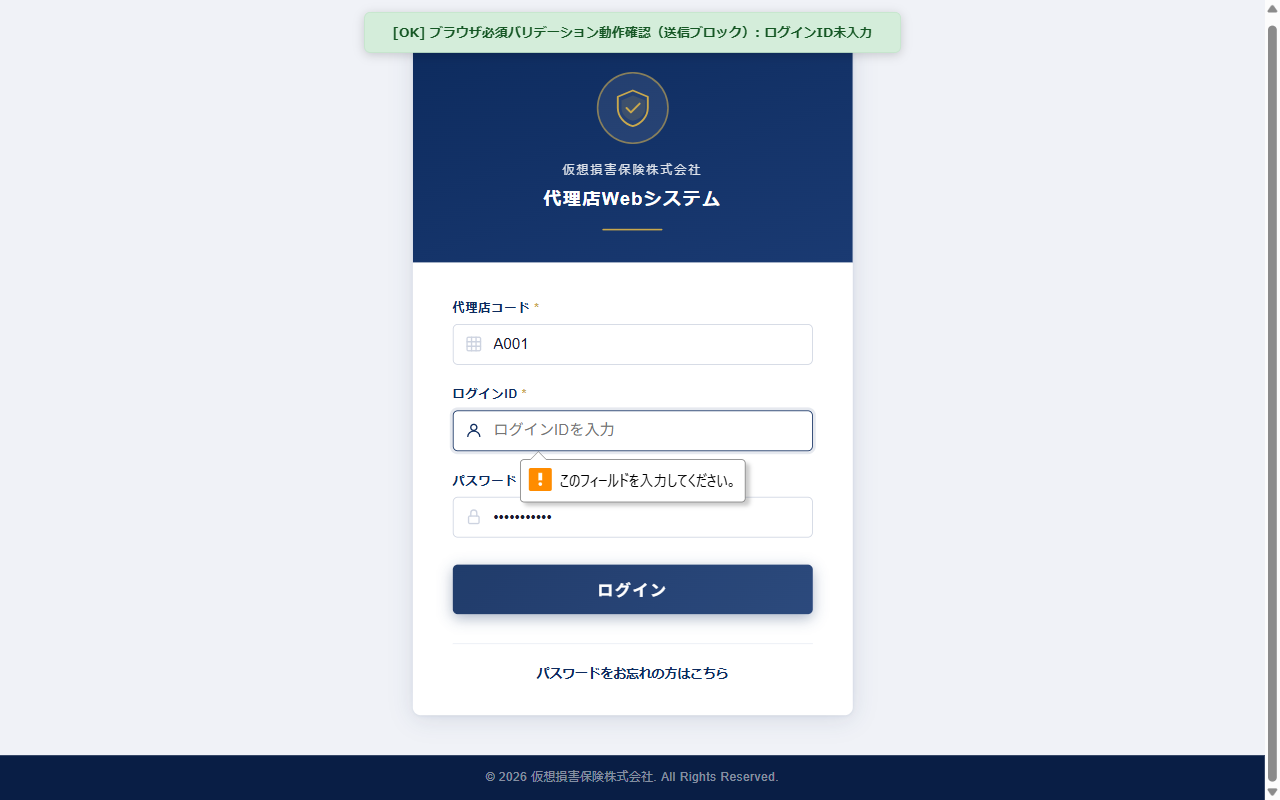 [OK] ブラウザ必須バリデーション動作確認（送信ブロック）: ログインID未入力
仮想損害保険株式会社
代理店Webシステム
代理店コード *
A001
ログインID *
ログインIDを入力
パスワード
このフィールドを入力してください。
•••••••••••
ログイン
パスワードをお忘れの方はこちら
© 2026 仮想損害保険株式会社. All Rights Reserved.